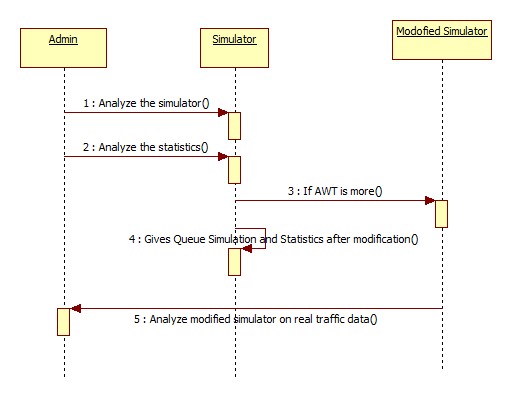 Admin
Simulator
Modofied Simulator
1 : Analyze the simulator()
2 : Analyze the statistics()
3 : If AWT is more()
4 : Gives Queue Simulation and Statistics after modification()
5 : Analyze modified simulator on real traffic data()